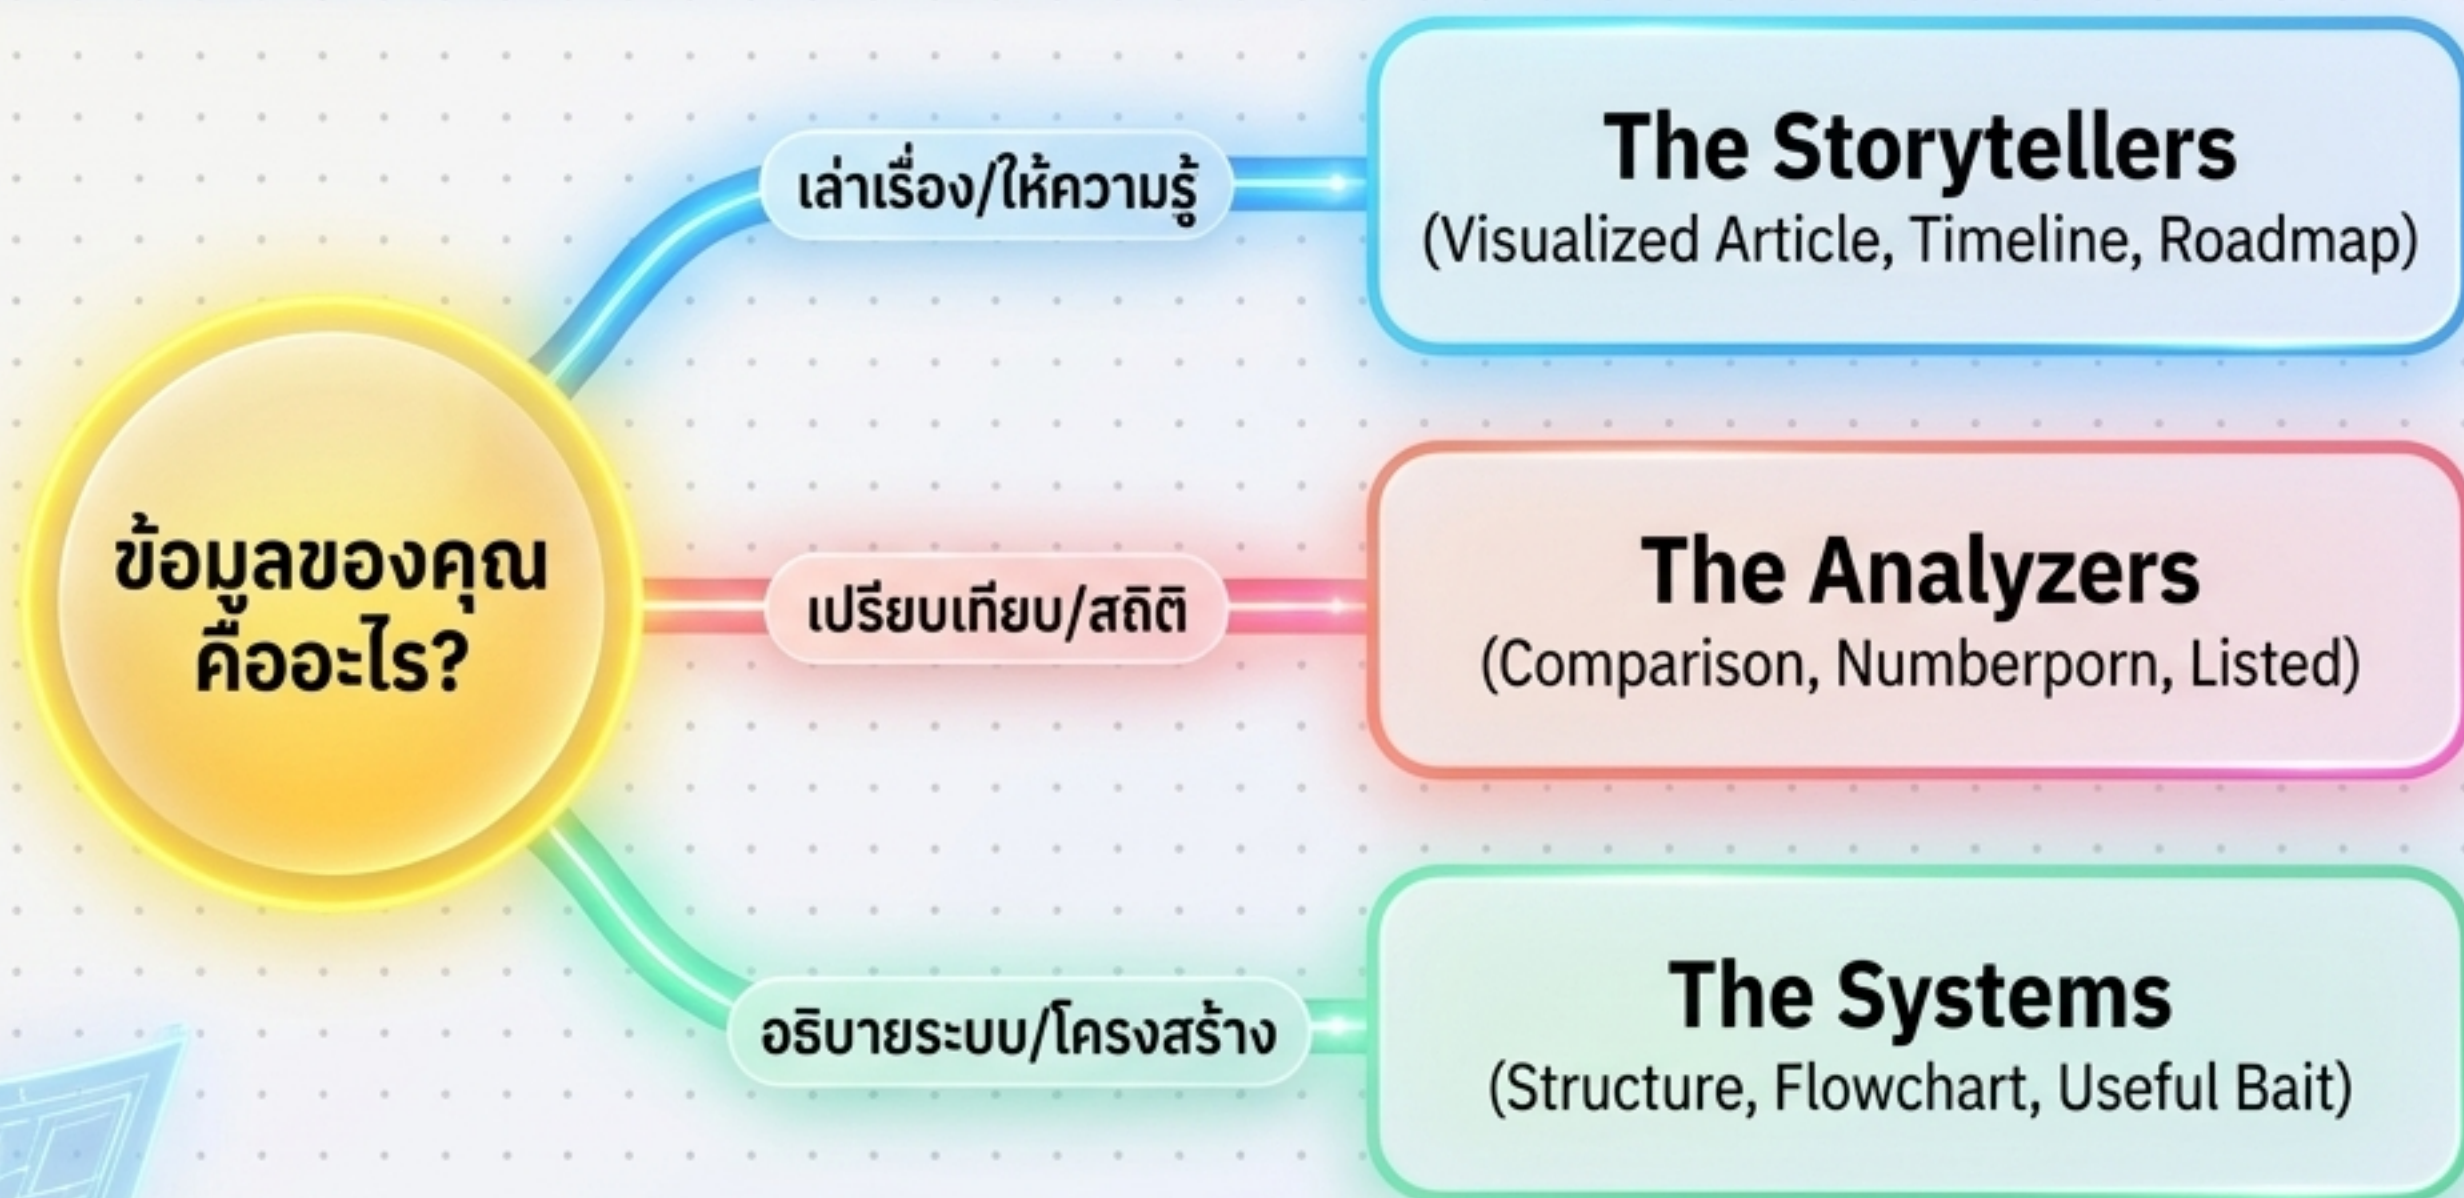 ข้อมูลของคุณ
คืออะไร?
เล่าเรื่อง/ให้ความรู้
The Storytellers
(Visualized Article, Timeline, Roadmap)
เปรียบเทียบ/สถิติ
The Analyzers
(Comparison, Numberporn, Listed)
อธิบายระบบ/โครงสร้าง
The Systems
(Structure, Flowchart, Useful Bait)